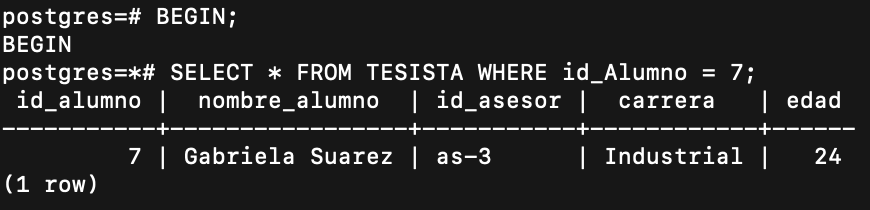 postgres=# BEGIN;
BEGIN
postgres=*# SELECT * FROM TESISTA WHERE id_Alumno = 7;
 id_alumno |  nombre_alumno  | id_asesor |  carrera   | edad
-----------+-----------------+-----------+------------+------
         7 | Gabriela Suarez | as-3      | Industrial |   24
(1 row)